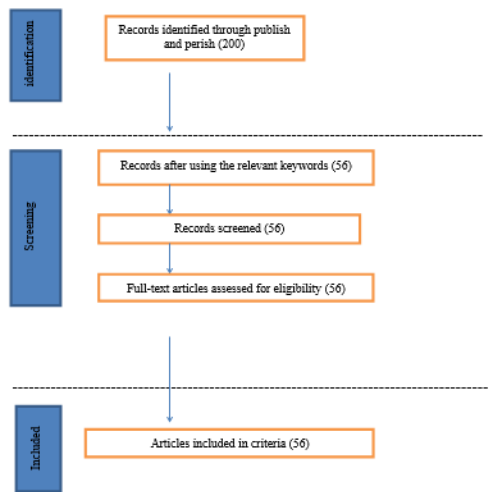 identification
Records identified through publish
and perish (200)
Screening
Records after using the relevant keywords (56)
Records screened (56)
Full-text articles assessed for eligibility (56)
Included
Articles included in criteria (56)